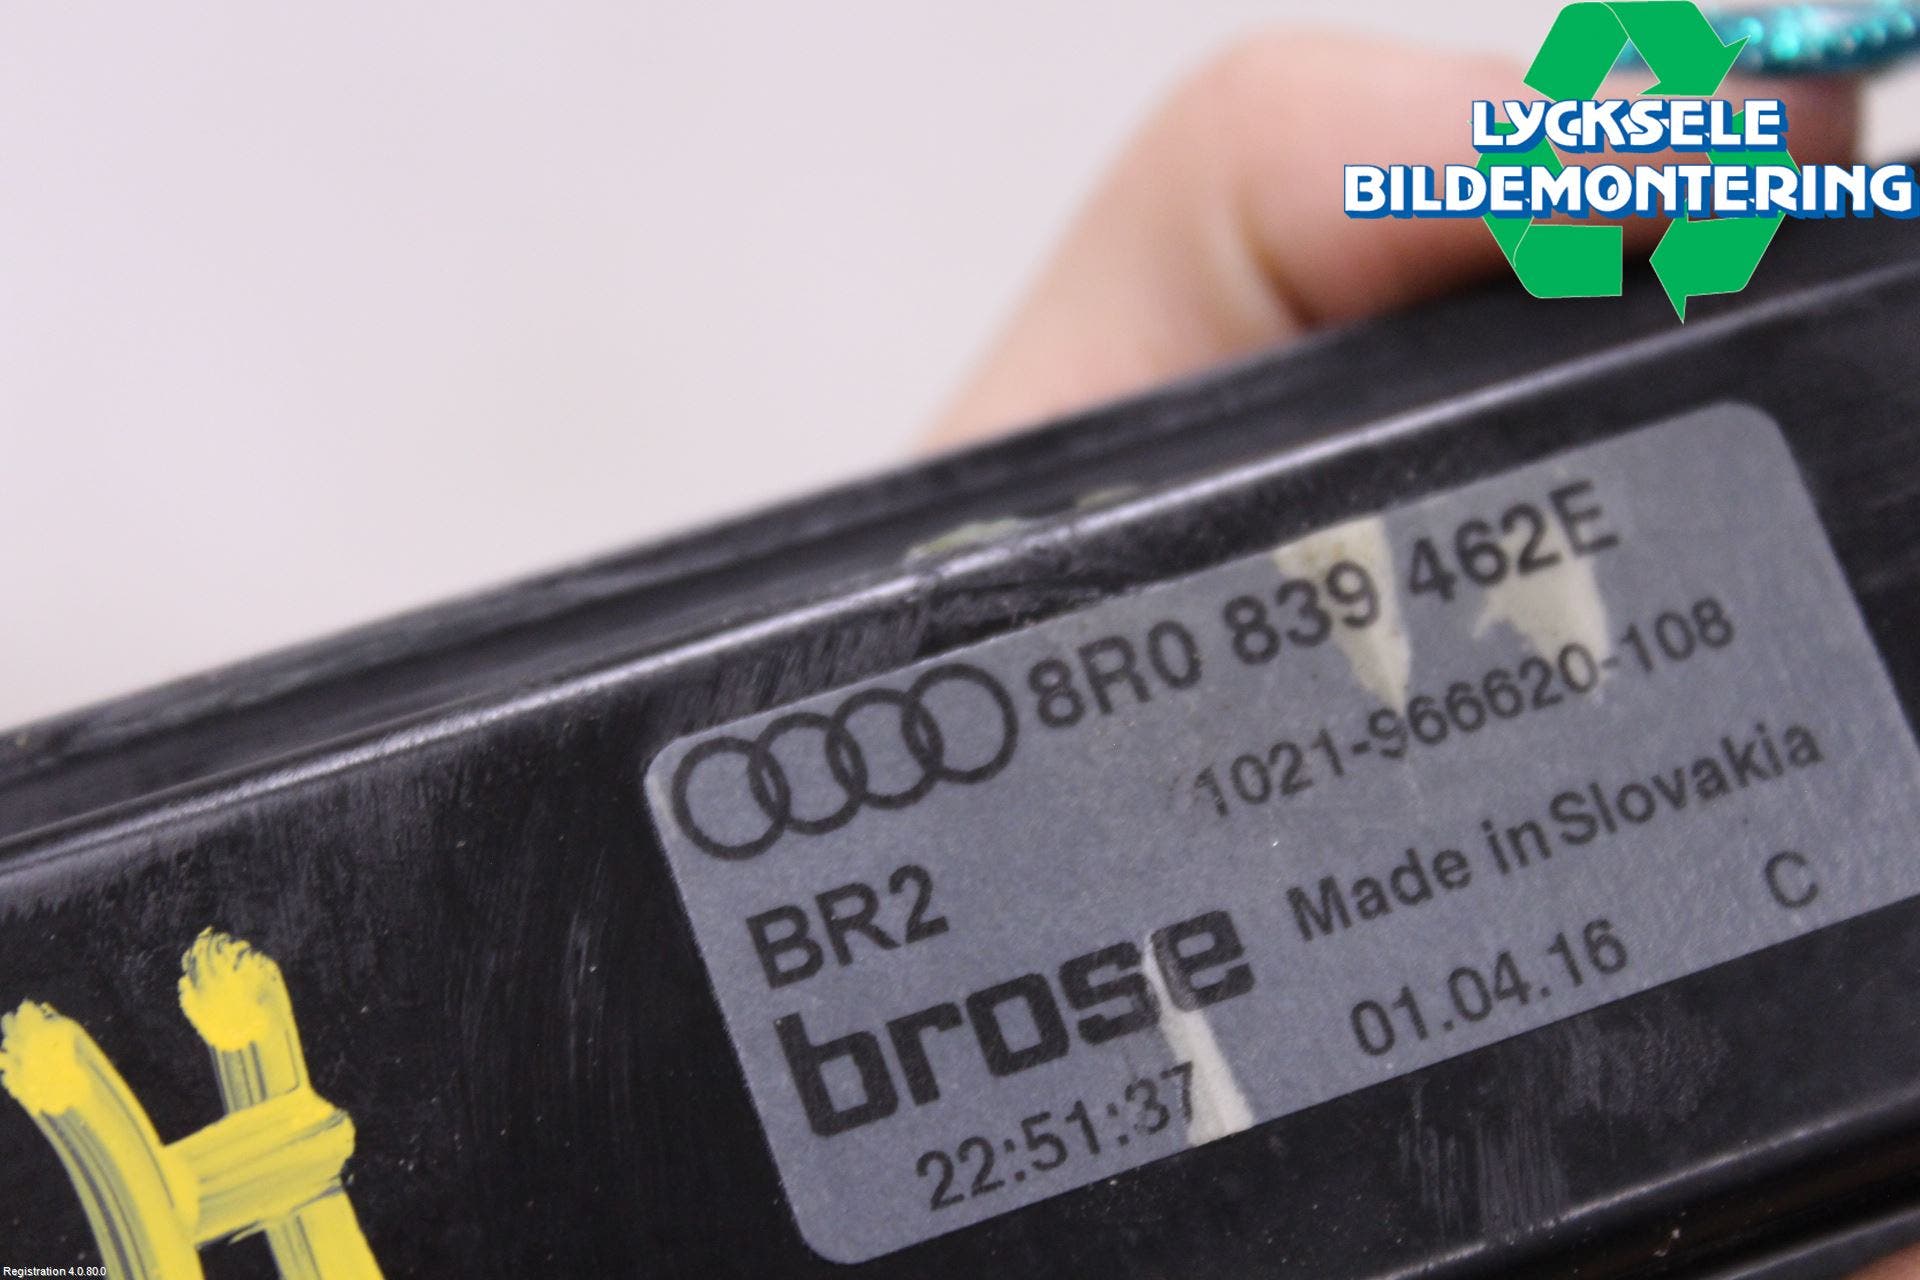 LYCKSELE
BILDEMONTERING
8R0 839 462E
1021-966620-108
BR2
Made in Slovakia
brose
01.04.16 C
22:51:37
H
Registration 4.0.80.0